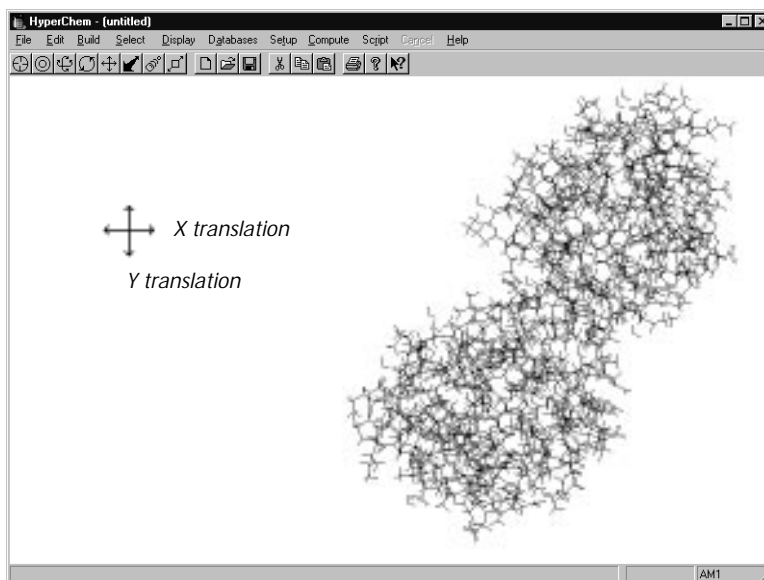 HyperChem - (untitled)
File Edit Build Select Display Databases Setup Compute Script Cancel Help
X translation
Y translation
AM1